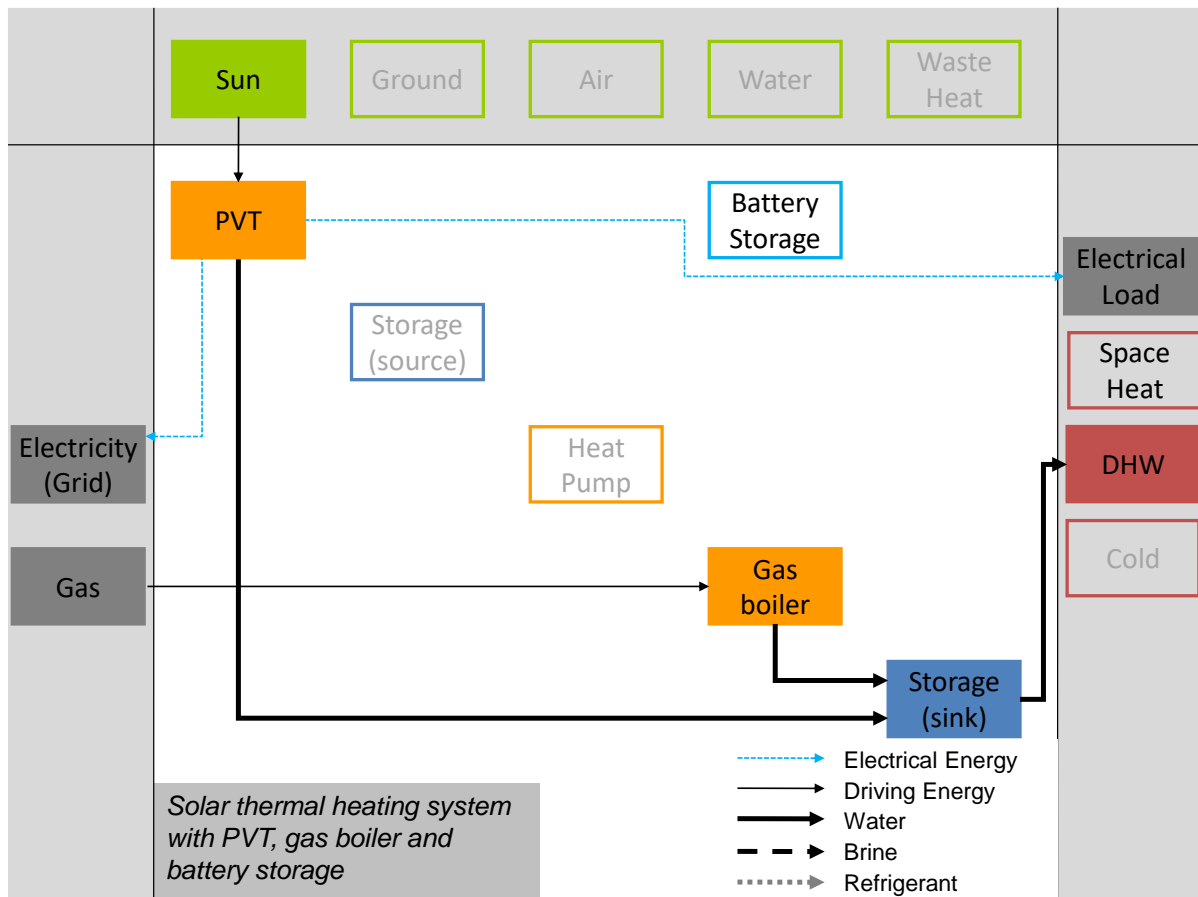 Sun
Ground
Air
Water
Waste
Heat
PVT
Battery
Storage
Electrical
Load
Storage
(source)
Space
Heat
Electricity
(Grid)
Heat
Pump
DHW
Gas
Gas
boiler
Cold
Storage
(sink)
Solar thermal heating system
with PVT, gas boiler and
battery storage
Electrical Energy
Driving Energy
Water
Brine
Refrigerant